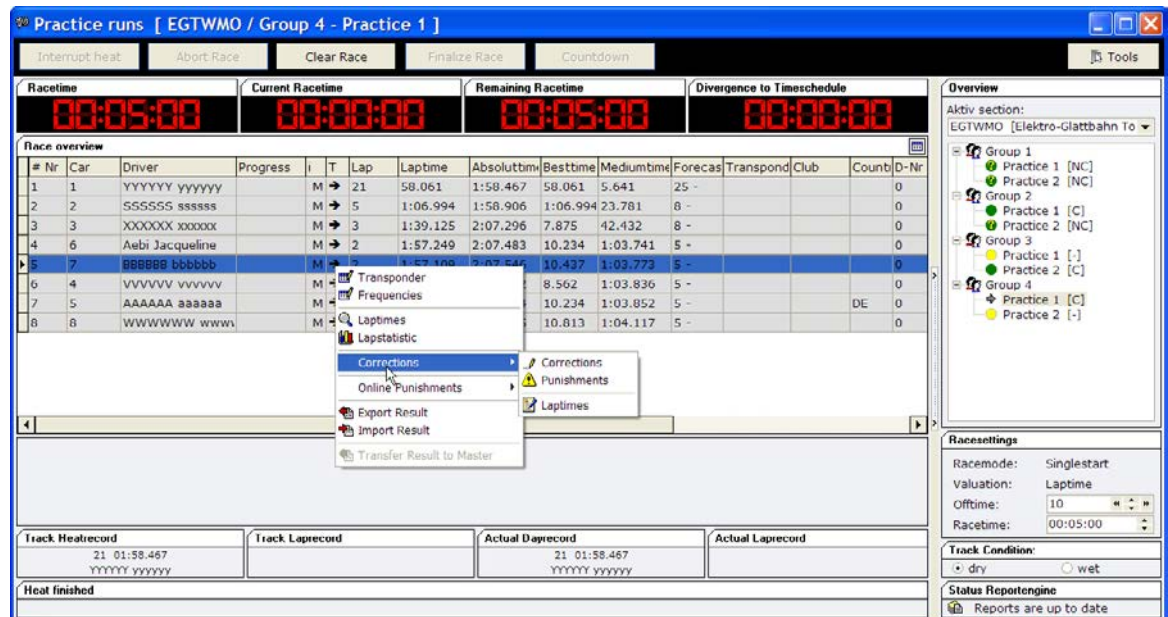 Practice runs [ EGTWMO / Group 4 - Practice 1 ]
Interrupt heat Abort Race Clear Race Finalize Race Countdown Tools
Racetime Current Racetime Remaining Racetime Divergence to Timeschedule
00:05:00 00:00:00 00:05:00 00:00:00
Race overview
# Nr Car Driver Progress i T Lap Laptime Absoluttim Besttime Mediumtime Forecas Transpond Club Count D-Nr
1 1 YYYYYY yyyyyy M 21 58.061 1:58.467 58.061 5.641 25 - 0
2 2 SSSSSS ssssss M 5 1:06.994 1:58.906 1:06.994 23.781 8 - 0
3 3 XXXXXX xxxxxx M 3 1:39.125 2:07.296 7.875 42.432 8 - 0
4 6 Aebi Jacqueline M 2 1:57.249 2:07.483 10.234 1:03.741 5 - 0
5 7 BBBBBB bbbbbb M 2 1:57.109 2:07.546 10.437 1:03.773 5 - 0
6 4 VVVVVV vvvvvv M 8.562 1:03.836 5 - 0
7 5 AAAAAA aaaaaa M 10.234 1:03.852 5 - DE 0
8 8 WWWWWW www M 10.813 1:04.117 5 - 0
Transponder
Frequencies
Laptimes
Lapstatistic
Corrections
Online Punishments
Export Result
Import Result
Transfer Result to Master
Corrections
Punishments
Laptimes
Track Heatrecord Track Laprecord Actual Dayrecord Actual Laprecord
21 01:58.467 21 01:58.467
YYYYYY yyyyyy YYYYYY yyyyyy
Heat finished
Overview
Aktiv section:
EGTWMO [Elektro-Glattbahn To
Group 1
Practice 1 [NC]
Practice 2 [NC]
Group 2
Practice 1 [C]
Practice 2 [NC]
Group 3
Practice 1 [-]
Practice 2 [C]
Group 4
Practice 1 [C]
Practice 2 [-]
Racesettings
Racemode: Singlestart
Valuation: Laptime
Offtime: 10
Racetime: 00:05:00
Track Condition:
dry wet
Status Reportengine
Reports are up to date